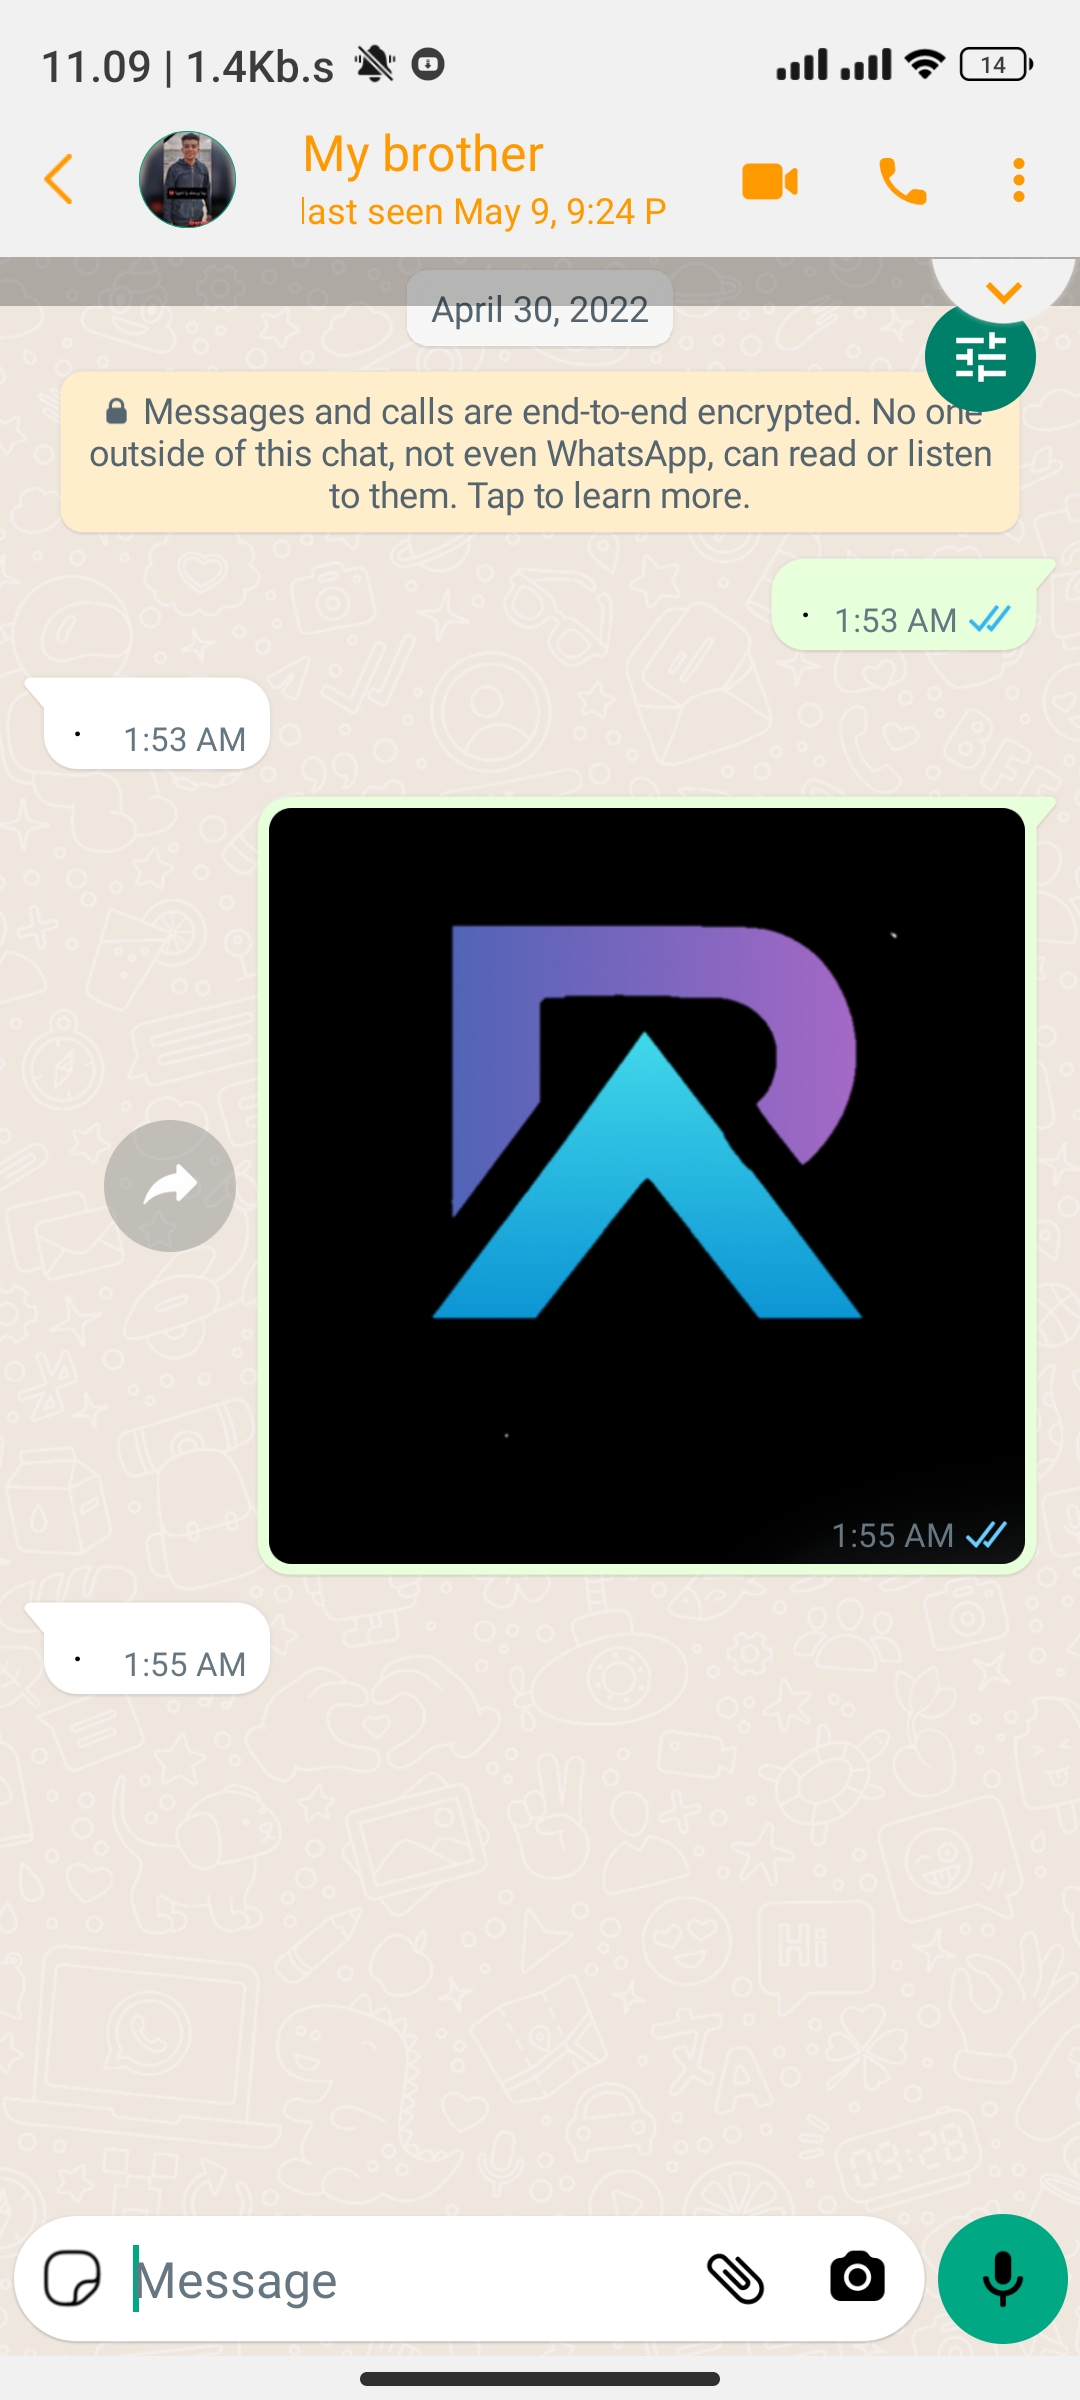 11.09 | 1.4Kb.s
14
My brother
last seen May 9, 9:24 P
April 30, 2022
Messages and calls are end-to-end encrypted. No one
outside of this chat, not even WhatsApp, can read or listen
to them. Tap to learn more.
. 1:53 AM
. 1:53 AM
RA
1:55 AM
. 1:55 AM
Message